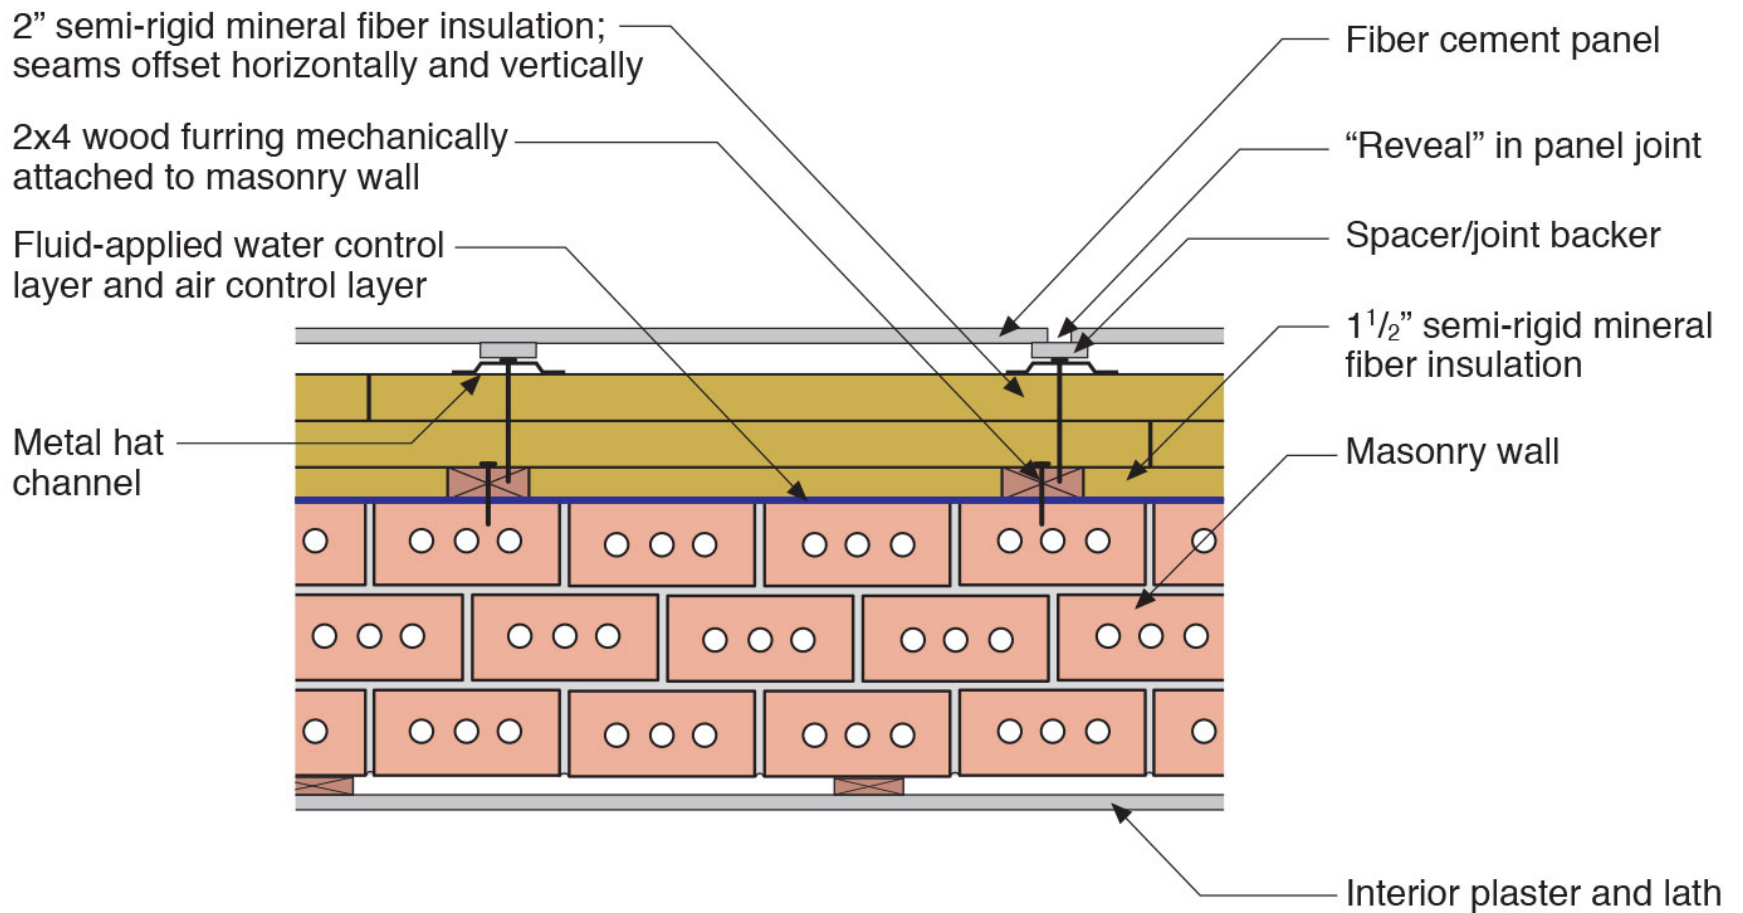 2” semi-rigid mineral fiber insulation;
seams offset horizontally and vertically
2x4 wood furring mechanically
attached to masonry wall
Fluid-applied water control
layer and air control layer
Metal hat
channel
Fiber cement panel
“Reveal” in panel joint
Spacer/joint backer
1 1/2” semi-rigid mineral
fiber insulation
Masonry wall
Interior plaster and lath